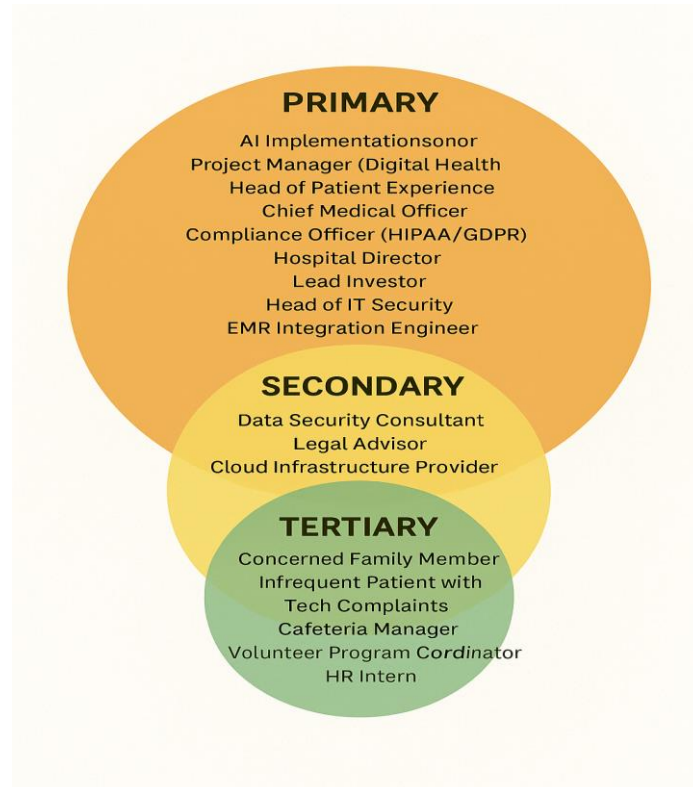 PRIMARY
AI Implementationsonor
Project Manager (Digital Health
Head of Patient Experience
Chief Medical Officer
Compliance Officer (HIPAA/GDPR)
Hospital Director
Lead Investor
Head of IT Security
EMR Integration Engineer
SECONDARY
Data Security Consultant
Legal Advisor
Cloud Infrastructure Provider
TERTIARY
Concerned Family Member
Infrequent Patient with
Tech Complaints
Cafeteria Manager
Volunteer Program Cordinator
HR Intern